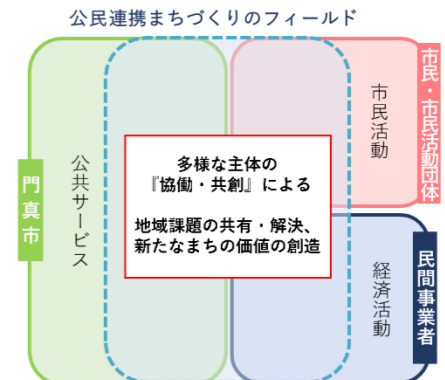 公民連携まちづくりのフィールド
門真市
公共サービス
多様な主体の
『協働・共創』による
地域課題の共有・解決、
新たなまちの価値の創造
市民活動
市民・市民活動団体
経済活動
民間事業者